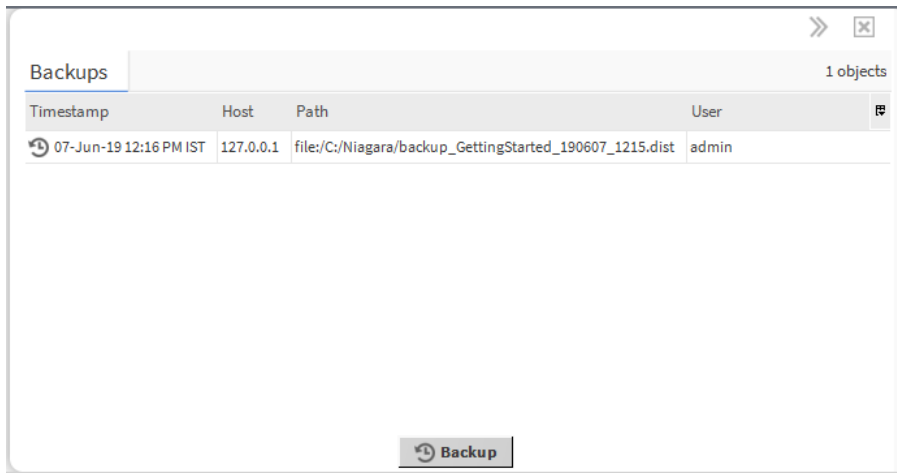 Backups
1 objects
Timestamp Host Path User
07-Jun-19 12:16 PM IST 127.0.0.1 file:/C:/Niagara/backup_GettingStarted_190607_1215.dist admin
Backup